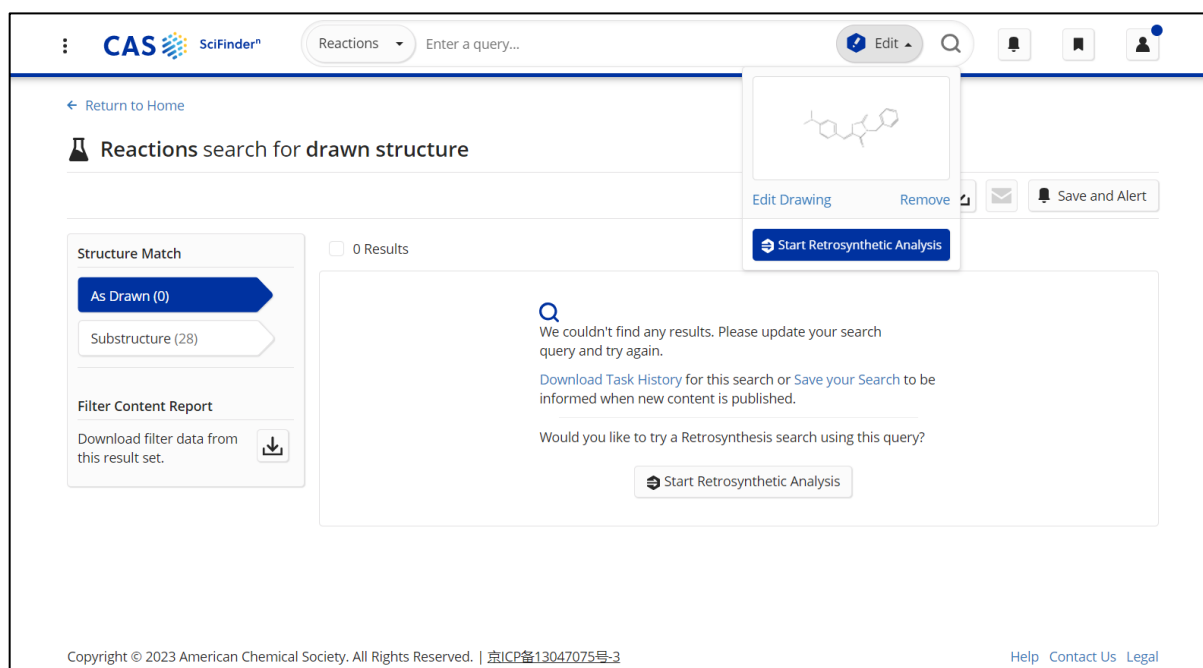 CAS SciFinderⁿ
Reactions
Enter a query...
Edit
Return to Home
Reactions search for drawn structure
Edit Drawing
Remove
Save and Alert
Start Retrosynthetic Analysis
Structure Match
0 Results
As Drawn (0)
Substructure (28)
We couldn't find any results. Please update your search
query and try again.
Download Task History for this search or Save your Search to be
informed when new content is published.
Filter Content Report
Download filter data from
this result set.
Would you like to try a Retrosynthesis search using this query?
Start Retrosynthetic Analysis
Copyright © 2023 American Chemical Society. All Rights Reserved. | 京ICP备13047075号-3
Help Contact Us Legal